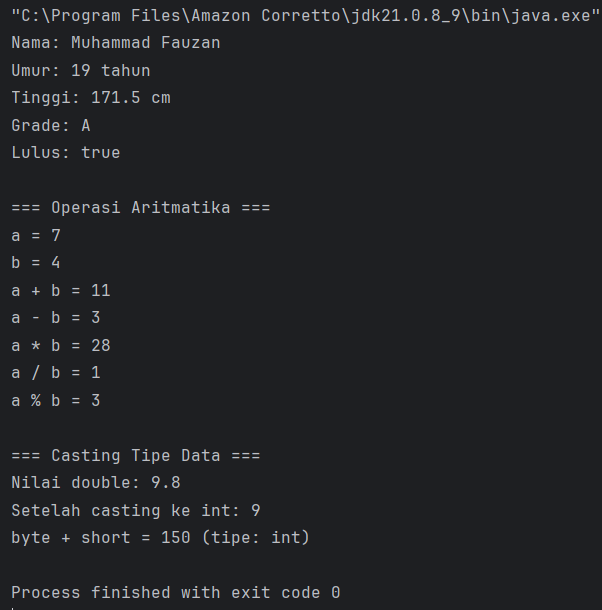 "C:\Program Files\Amazon Corretto\jdk21.0.8_9\bin\java.exe"
Nama: Muhammad Fauzan
Umur: 19 tahun
Tinggi: 171.5 cm
Grade: A
Lulus: true

=== Operasi Aritmatika ===
a = 7
b = 4
a + b = 11
a - b = 3
a * b = 28
a / b = 1
a % b = 3

=== Casting Tipe Data ===
Nilai double: 9.8
Setelah casting ke int: 9
byte + short = 150 (tipe: int)

Process finished with exit code 0